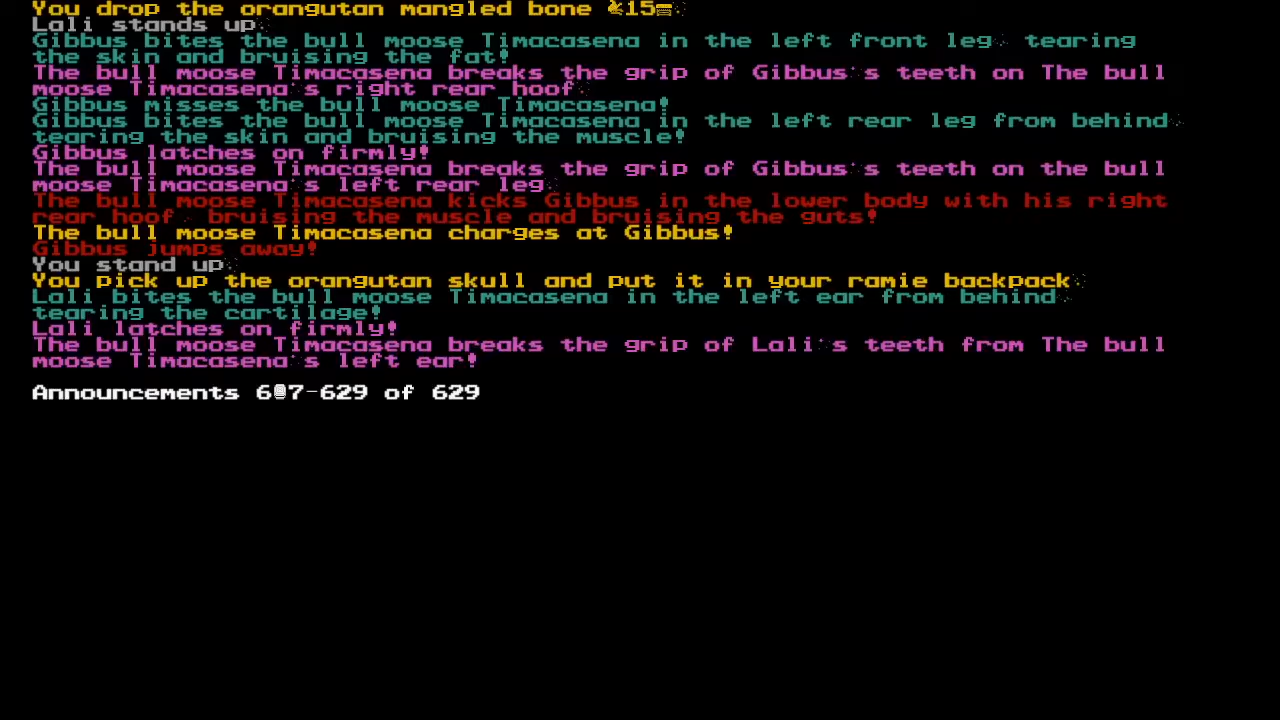 You drop the orangutan mangled bone 15
Lali stands up.
Gibbus bites the bull moose Timacasena in the left front leg, tearing
the skin and bruising the fat!
The bull moose Timacasena breaks the grip of Gibbus's teeth on The bull
moose Timacasena's right rear hoof.
Gibbus misses the bull moose Timacasena!
Gibbus bites the bull moose Timacasena in the left rear leg from behind,
tearing the skin and bruising the muscle!
Gibbus latches on firmly!
The bull moose Timacasena breaks the grip of Gibbus's teeth on the bull
moose Timacasena's left rear leg.
The bull moose Timacasena kicks Gibbus in the lower body with his right
rear hoof, bruising the muscle and bruising the guts!
The bull moose Timacasena charges at Gibbus!
Gibbus jumps away!
You stand up.
You pick up the orangutan skull and put it in your ramie backpack.
Lali bites the bull moose Timacasena in the left ear from behind,
tearing the cartilage!
Lali latches on firmly!
The bull moose Timacasena breaks the grip of Lali's teeth from The bull
moose Timacasena's left ear!
Announcements 607-629 of 629